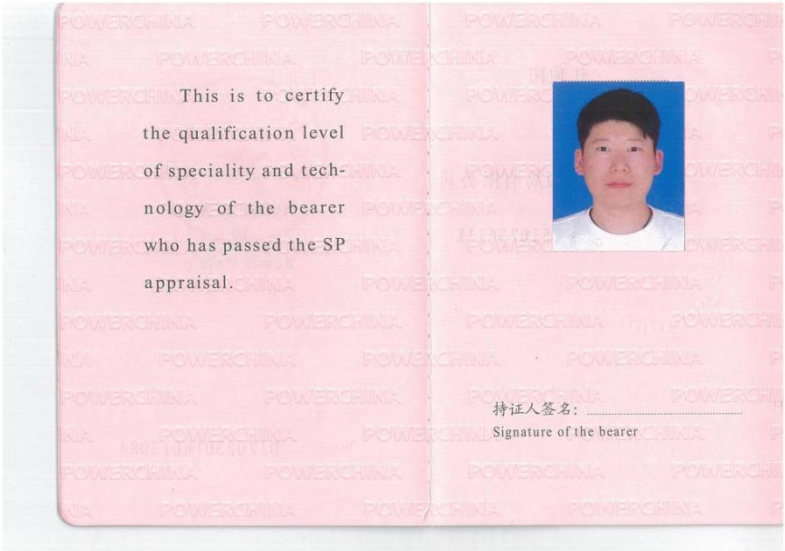 This is to certify
the qualification level
of speciality and tech-
nology of the bearer
who has passed the SP
appraisal.
持证人签名：
Signature of the bearer
POWERCHINA